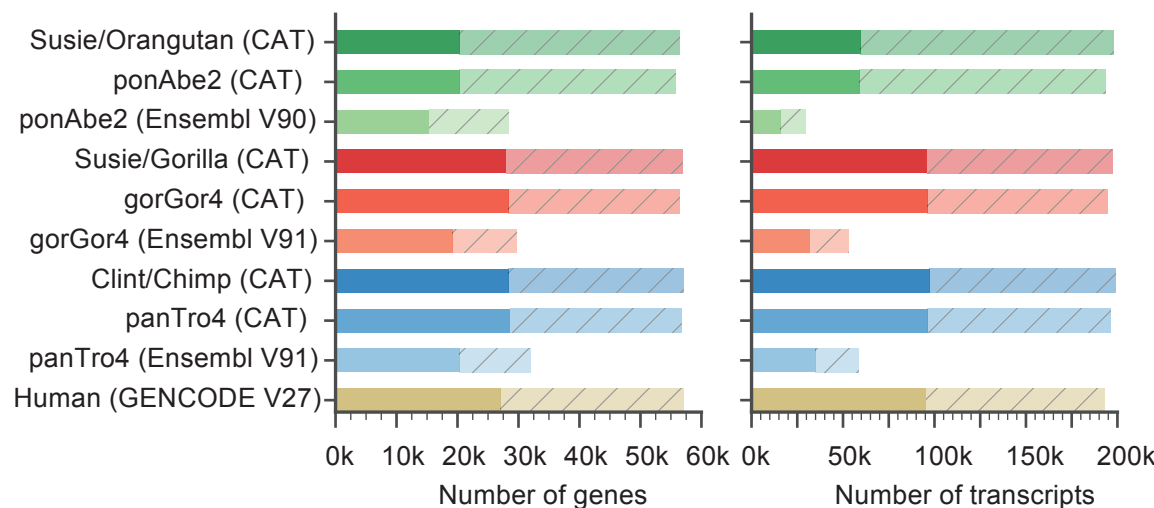 Susie/Orangutan (CAT)
ponAbe2 (CAT)
ponAbe2 (Ensembl V90)
Susie/Gorilla (CAT)
gorGor4 (CAT)
gorGor4 (Ensembl V91)
Clint/Chimp (CAT)
panTro4 (CAT)
panTro4 (Ensembl V91)
Human (GENCODE V27)
0k 10k 20k 30k 40k 50k 60k
Number of genes
0k 50k 100k 150k 200k
Number of transcripts